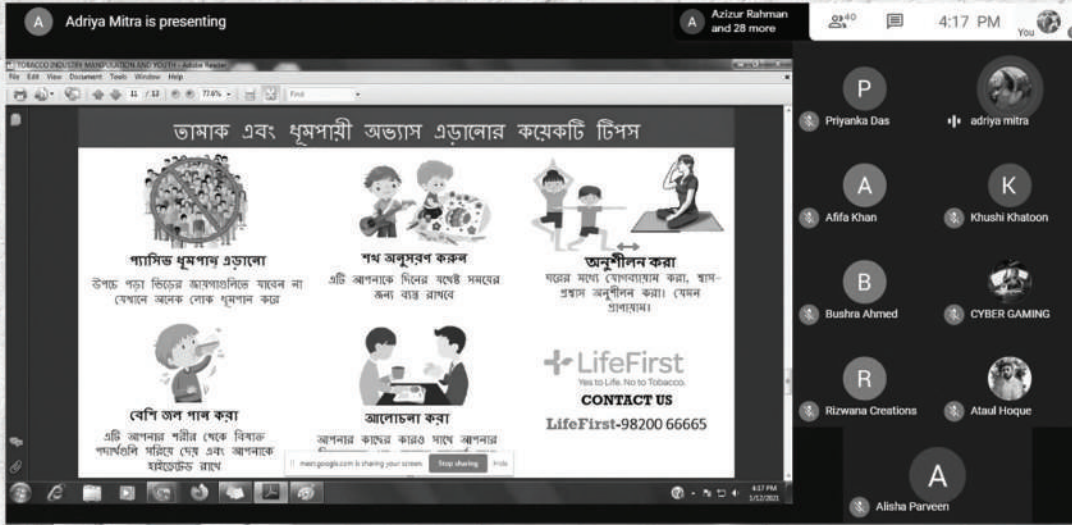 Adriya Mitra is presenting
Azizur Rahman
and 28 more
40
4:17 PM
You
TOBACCO INDUSTRY MANIPULATION AND YOUTH - Adobe Reader
File Edit View Document Tools Window Help
11 / 12
77.6%
Find
তামাক এবং ধূমপায়ী অভ্যাস এড়ানোর কয়েকটি টিপস
প্যাসিভ ধূমপান এড়ানো
উপচে পড়া ভিড়ের জায়গাগুলিতে যাবেন না
যেখানে অনেক লোক ধূমপান করে
শখ অনুসরণ করুন
এটি আপনাকে দিনের যথেষ্ট সময়ের
জন্য ব্যস্ত রাখবে
অনুশীলন করা
ঘরের মধ্যে যোগব্যায়াম করা, শ্বাস-
প্রশ্বাস অনুশীলন করা। যেমন
প্রাণায়াম।
বেশি জল পান করা
এটি আপনার শরীর থেকে বিষাক্ত
পদার্থগুলি সরিয়ে দেয় এবং আপনাকে
হাইড্রেটেড রাখে
আলোচনা করা
আপনার কাছের কারও সাথে আপনার
LifeFirst
Yes to Life. No to Tobacco.
CONTACT US
LifeFirst-98200 66665
meet.google.com is sharing your screen.
Stop sharing
Hide
4:17 PM
1/12/2021
P
Priyanka Das
adriya mitra
A
Afifa Khan
K
Khushi Khatoon
B
Bushra Ahmed
CYBER GAMING
R
Rizwana Creations
Ataul Hoque
A
Alisha Parveen